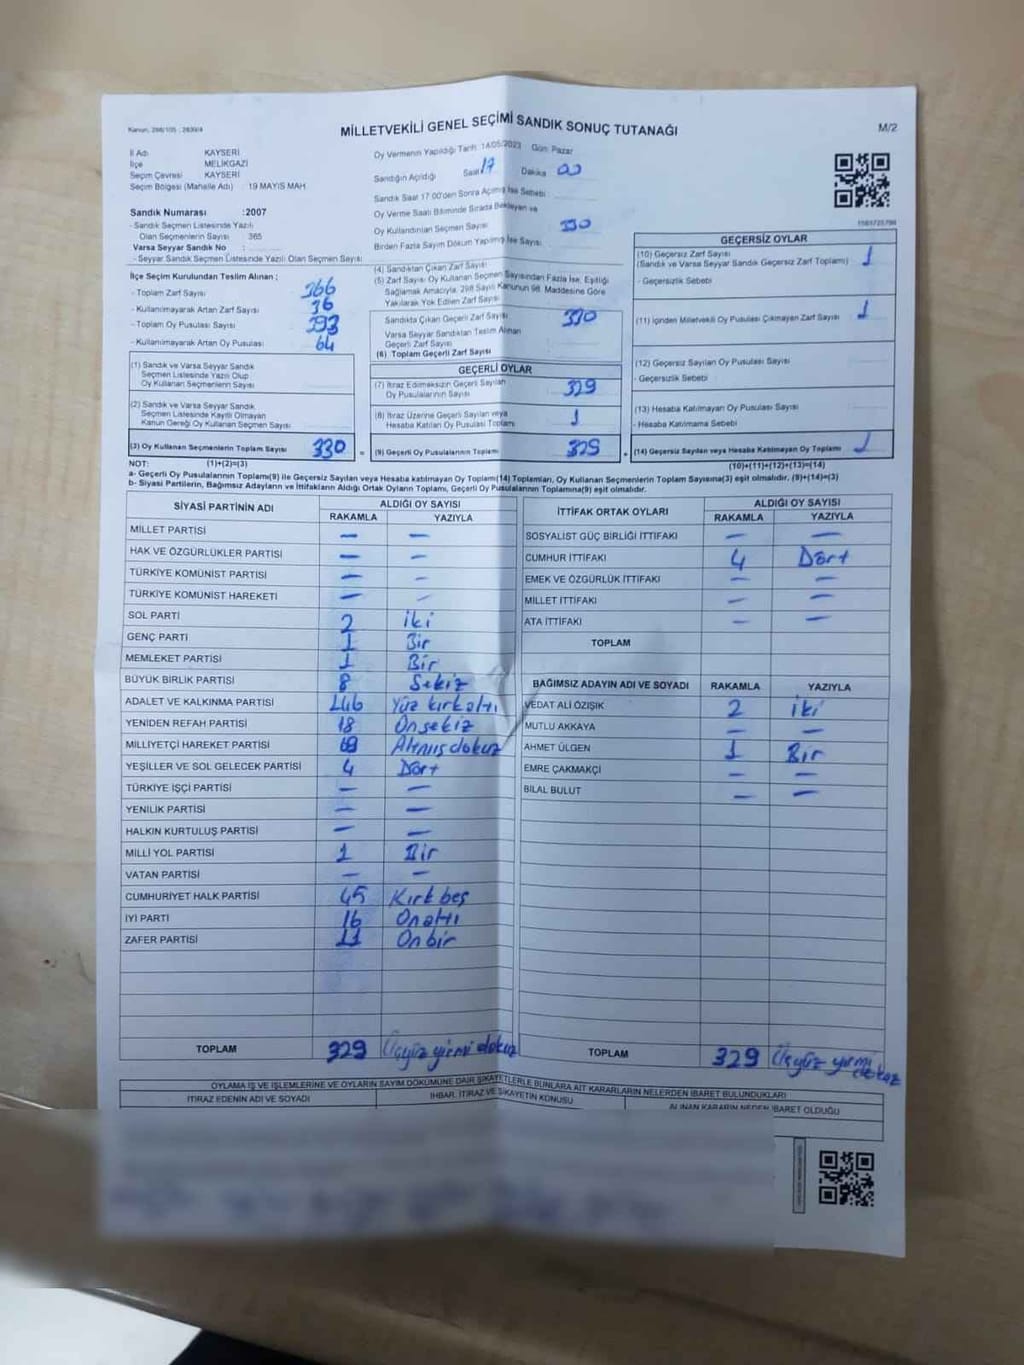 Kanun: 298/105 ; 2839/4
MİLLETVEKİLİ GENEL SEÇİMİ SANDIK SONUÇ TUTANAĞI
M/2
İl Adı KAYSERİ
İlçe MELİKGAZİ
Seçim Çevresi KAYSERİ
Seçim Bölgesi (Mahalle Adı) : 19 MAYIS MAH.
Sandık Numarası :2007
- Sandık Seçmen Listesinde Yazılı
Olan Seçmenlerin Sayısı 365
Varsa Seyyar Sandık No :
- Seyyar Sandık Seçmen Listesinde Yazılı Olan Seçmen Sayısı :
Oy Vermenin Yapıldığı Tarih 14/05/2023 Gün: Pazar
Sandığın Açıldığı Saat 17 Dakika 00
Sandık Saat 17.00'den Sonra Açılmış İse Sebebi
Oy Verme Saati Bitiminde Sırada Bekleyen ve
Oy Kullandırılan Seçmen Sayısı 330
Birden Fazla Sayım Döküm Yapılmış İse Sayısı
İlçe Seçim Kurulundan Teslim Alınan :
- Toplam Zarf Sayısı 366
- Kullanılmayarak Artan Zarf Sayısı 36
- Toplam Oy Pusulası Sayısı 393
- Kullanılmayarak Artan Oy Pusulası 64
(1) Sandık ve Varsa Seyyar Sandık
Seçmen Listesinde Yazılı Olup
Oy Kullanan Seçmenlerin Sayısı
(2) Sandık ve Varsa Seyyar Sandık
Seçmen Listesinde Kayıtlı Olmayan
Kanun Gereği Oy Kullanan Seçmen Sayısı
(3) Oy Kullanan Seçmenlerin Toplam Sayısı 330
(4) Sandıktan Çıkan Zarf Sayısı
(5) Zarf Sayısı Oy Kullanan Seçmen Sayısından Fazla İse, Eşitliği
Sağlamak Amacıyla, 298 Sayılı Kanunun 98. Maddesine Göre
Yakılarak Yok Edilen Zarf Sayısı
Sandıkta Çıkan Geçerli Zarf Sayısı 330
Varsa Seyyar Sandıktan Teslim Alınan
Geçerli Zarf Sayısı
(6) Toplam Geçerli Zarf Sayısı
GEÇERLİ OYLAR
(7) İtiraz Edilmeksizin Geçerli Sayılan
Oy Pusulalarının Sayısı 329
(8) İtiraz Üzerine Geçerli Sayılan veya
Hesaba Katılan Oy Pusulası Toplamı 1
(9) Geçerli Oy Pusulalarının Toplamı 329
GEÇERSİZ OYLAR
(10) Geçersiz Zarf Sayısı
(Sandık ve Varsa Seyyar Sandık Geçersiz Zarf Toplamı) 1
- Geçersizlik Sebebi
(11) İçinden Milletvekili Oy Pusulası Çıkmayan Zarf Sayısı 1
(12) Geçersiz Sayılan Oy Pusulası Sayısı
- Geçersizlik Sebebi
(13) Hesaba Katılmayan Oy Pusulası Sayısı
- Hesaba Katılmama Sebebi
(14) Geçersiz Sayılan veya Hesaba Katılmayan Oy Toplamı 1
NOT: (1)+(2)=(3) (10)+(11)+(12)+(13)=(14)
a- Geçerli Oy Pusulalarının Toplamı(9) ile Geçersiz Sayılan veya Hesaba katılmayan Oy Toplamı(14) Toplamları, Oy Kullanan Seçmenlerin Toplam Sayısına(3) eşit olmalıdır. (9)+(14)=(3)
b- Siyasi Partilerin, Bağımsız Adayların ve İttifakların Aldığı Ortak Oyların Toplamı, Geçerli Oy Pusulalarının Toplamına(9) eşit olmalıdır.
SİYASİ PARTİNİN ADI ALDIĞI OY SAYISI
RAKAMLA YAZIYLA
MİLLET PARTİSİ — —
HAK VE ÖZGÜRLÜKLER PARTİSİ — —
TÜRKİYE KOMÜNİST PARTİSİ — —
TÜRKİYE KOMÜNİST HAREKETİ — —
SOL PARTİ 2 iki
GENÇ PARTİ 1 Bir
MEMLEKET PARTİSİ 1 Bir
BÜYÜK BİRLİK PARTİSİ 8 Sekiz
ADALET VE KALKINMA PARTİSİ 146 Yüz kırkaltı
YENİDEN REFAH PARTİSİ 18 Onsekiz
MİLLİYETÇİ HAREKET PARTİSİ 69 Altmışdokuz
YEŞİLLER VE SOL GELECEK PARTİSİ 4 Dört
TÜRKİYE İŞÇİ PARTİSİ — —
YENİLİK PARTİSİ — —
HALKIN KURTULUŞ PARTİSİ — —
MİLLİ YOL PARTİSİ 1 Bir
VATAN PARTİSİ — —
CUMHURİYET HALK PARTİSİ 45 Kırk beş
İYİ PARTİ 16 Onaltı
ZAFER PARTİSİ 11 Onbir
TOPLAM 329 Üçyüz yirmi dokuz
İTTİFAK ORTAK OYLARI ALDIĞI OY SAYISI
RAKAMLA YAZIYLA
SOSYALİST GÜÇ BİRLİĞİ İTTİFAKI — —
CUMHUR İTTİFAKI 4 Dört
EMEK VE ÖZGÜRLÜK İTTİFAKI — —
MİLLET İTTİFAKI — —
ATA İTTİFAKI — —
TOPLAM
BAĞIMSIZ ADAYIN ADI VE SOYADI RAKAMLA YAZIYLA
VEDAT ALİ ÖZIŞIK 2 iki
MUTLU AKKAYA — —
AHMET ÜLGEN 1 Bir
EMRE ÇAKMAKÇİ — —
BİLAL BULUT — —
TOPLAM 329 Üçyüz yirmi dokuz
OYLAMA İŞ VE İŞLEMLERİNE VE OYLARIN SAYIM DÖKÜMÜNE DAİR ŞİKAYETLERLE BUNLARA AİT KARARLARIN NELERDEN İBARET BULUNDUKLARI
İTİRAZ EDENİN ADI VE SOYADI İHBAR, İTİRAZ VE ŞİKAYETİN KONUSU ALINAN KARARIN NEDEN İBARET OLDUĞU